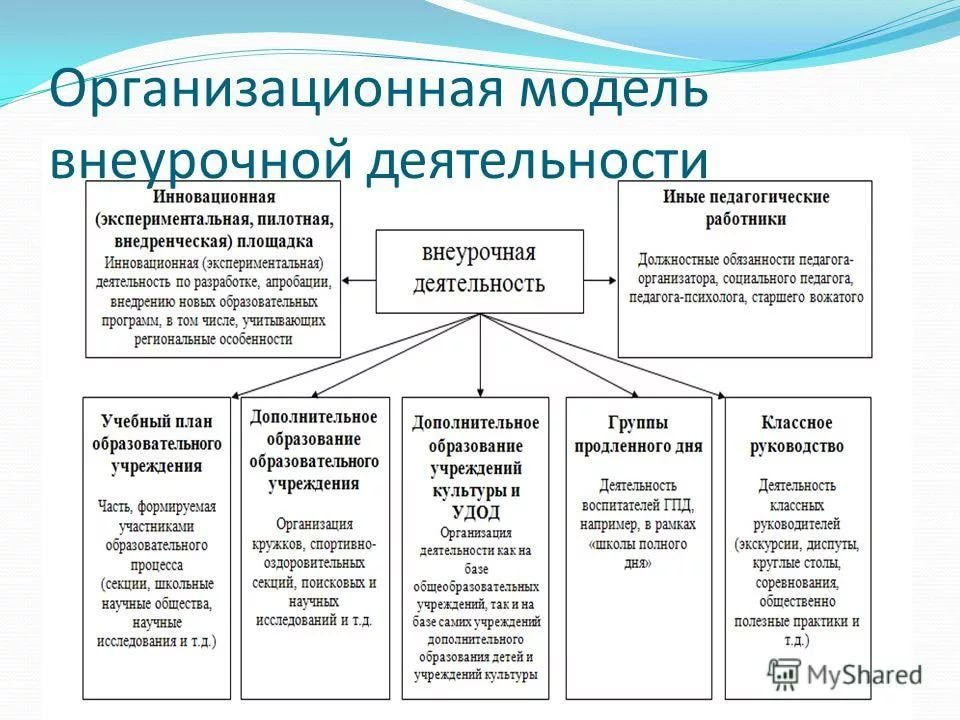 Организационная модель
внеурочной деятельности
Инновационная
(экспериментальная, пилотная,
внедренческая) площадка
Инновационная (экспериментальная)
деятельность по разработке, апробации,
внедрению новых образовательных
программ, в том числе, учитывающих
региональные особенности
внеурочная
деятельность
Иные педагогические
работники
Должностные обязанности педагога-
организатора, социального педагога,
педагога-психолога, старшего вожатого
Учебный план
образовательного
учреждения
Часть, формируемая
участниками
образовательного
процесса
(секции, школьные
научные общества,
научные
исследования и т.д.)
Дополнительное
образование
образовательного
учреждения
Организация
кружков, спортивно-
оздоровительных
секций, поисковых и
научных
исследований и т.д.
Дополнительное
образование
учреждений
культуры и
УДОД
Организация
деятельности как на
базе
общеобразовательных
учреждений, так и на
базе самих учреждений
дополнительного
образования детей и
учреждений культуры
Группы
продленного дня
Деятельность
воспитателей ГПД,
например, в рамках
«школы полного
дня»
Классное
руководство
Деятельность
классных
руководителей
(экскурсии, диспуты,
круглые столы,
соревнования,
общественно
полезные практики и
т.д.)
MyShared